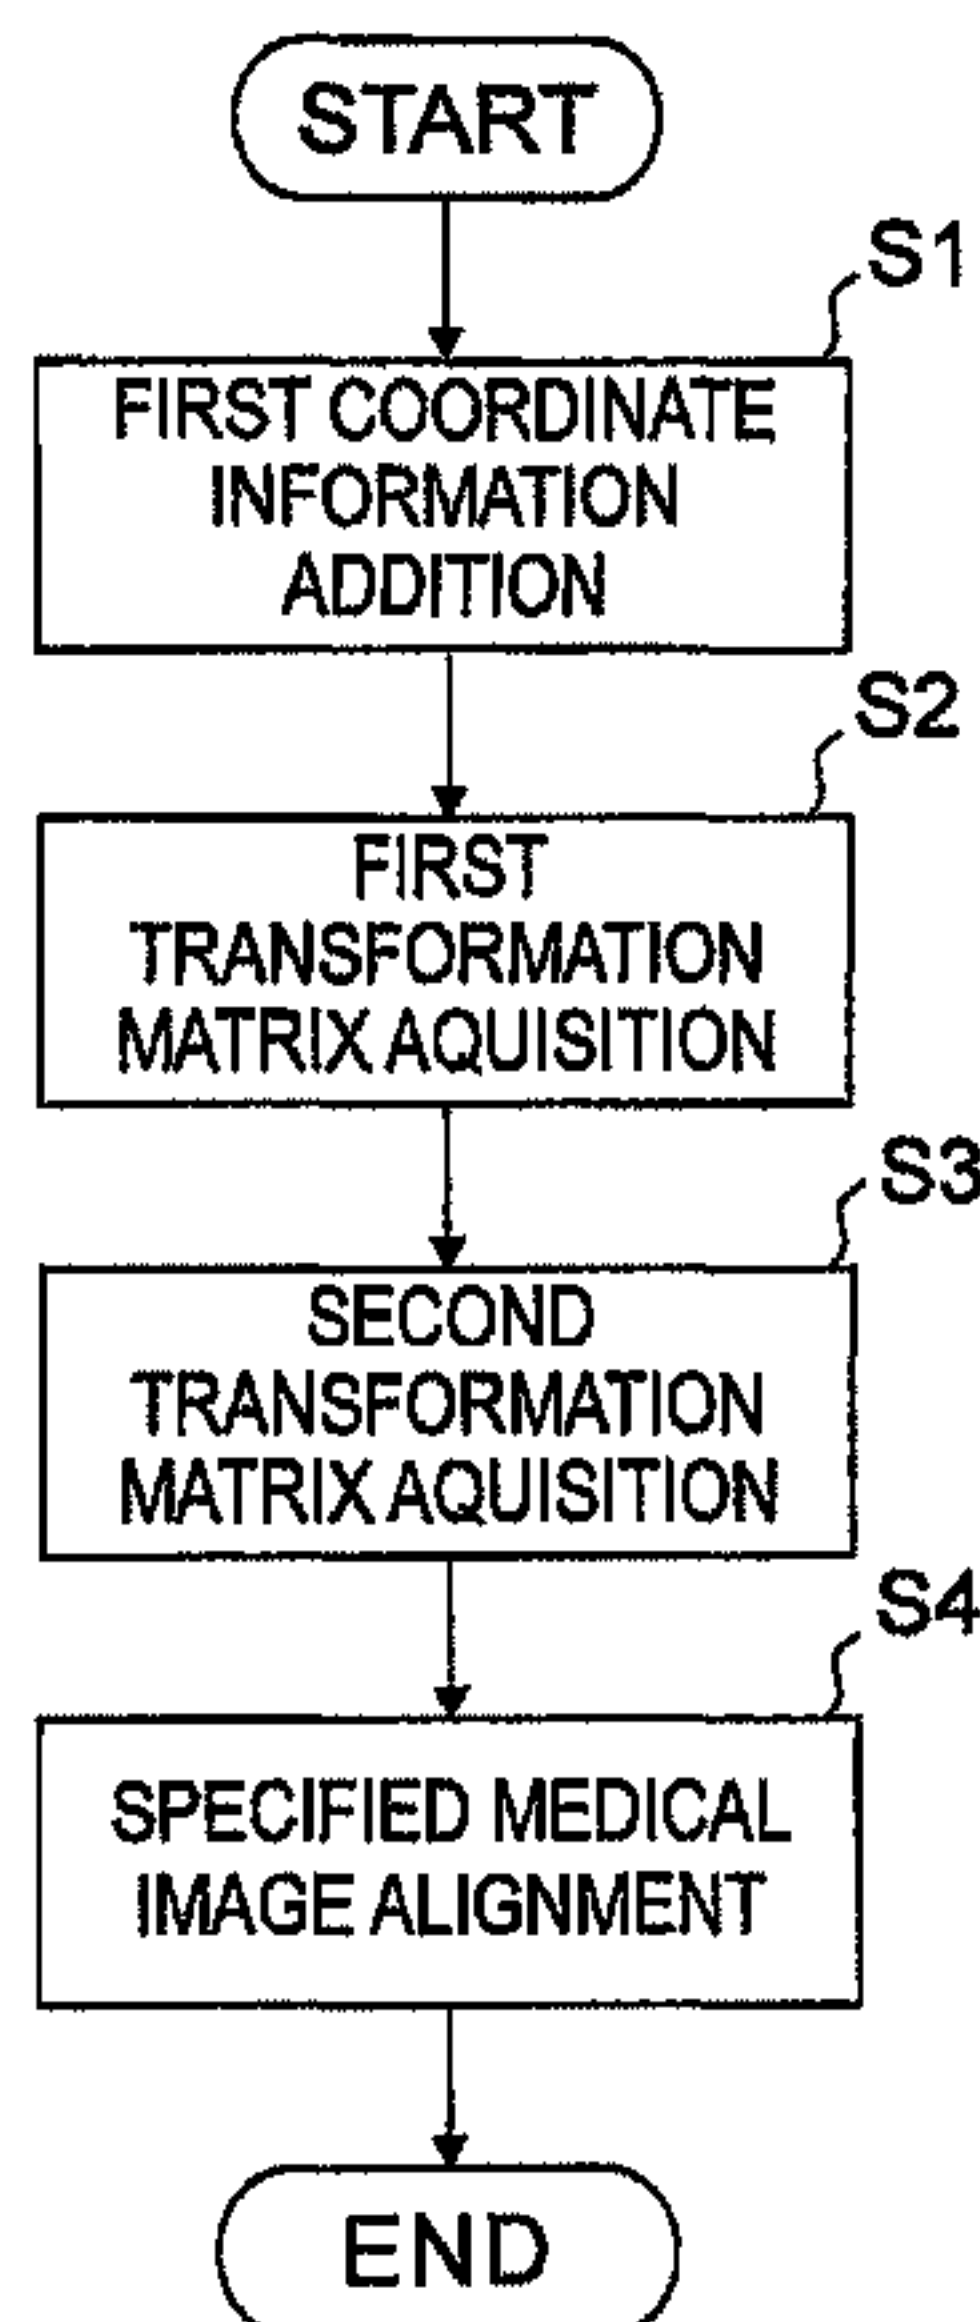 START
S1
FIRST COORDINATE
INFORMATION
ADDITION
S2
FIRST
TRANSFORMATION
MATRIX AQUISITION
S3
SECOND
TRANSFORMATION
MATRIX AQUISITION
S4
SPECIFIED MEDICAL
IMAGE ALIGNMENT
END